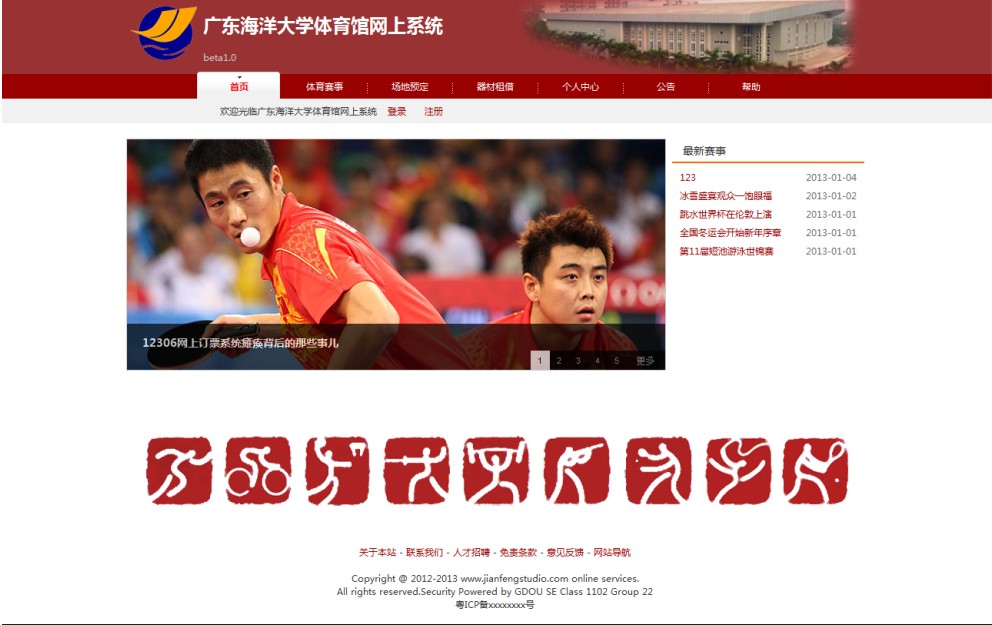 广东海洋大学体育馆网上系统
beta1.0
首页 体育赛事 场地预定 器材租借 个人中心 公告 帮助
欢迎光临广东海洋大学体育馆网上系统 登录 注册
最新赛事
123 2013-01-04
冰雪盛宴观众一饱眼福 2013-01-02
跳水世界杯在伦敦上演 2013-01-01
全国冬运会开始新年序章 2013-01-01
第11届短池游泳世锦赛 2013-01-01
12306网上订票系统瘫痪背后的那些事儿
1 2 3 4 5 更多
关于本站 - 联系我们 - 人才招聘 - 免责条款 - 意见反馈 - 网站导航
Copyright @ 2012-2013 www.jianfengstudio.com online services.
All rights reserved.Security Powered by GDOU SE Class 1102 Group 22
粤ICP备xxxxxxxx号